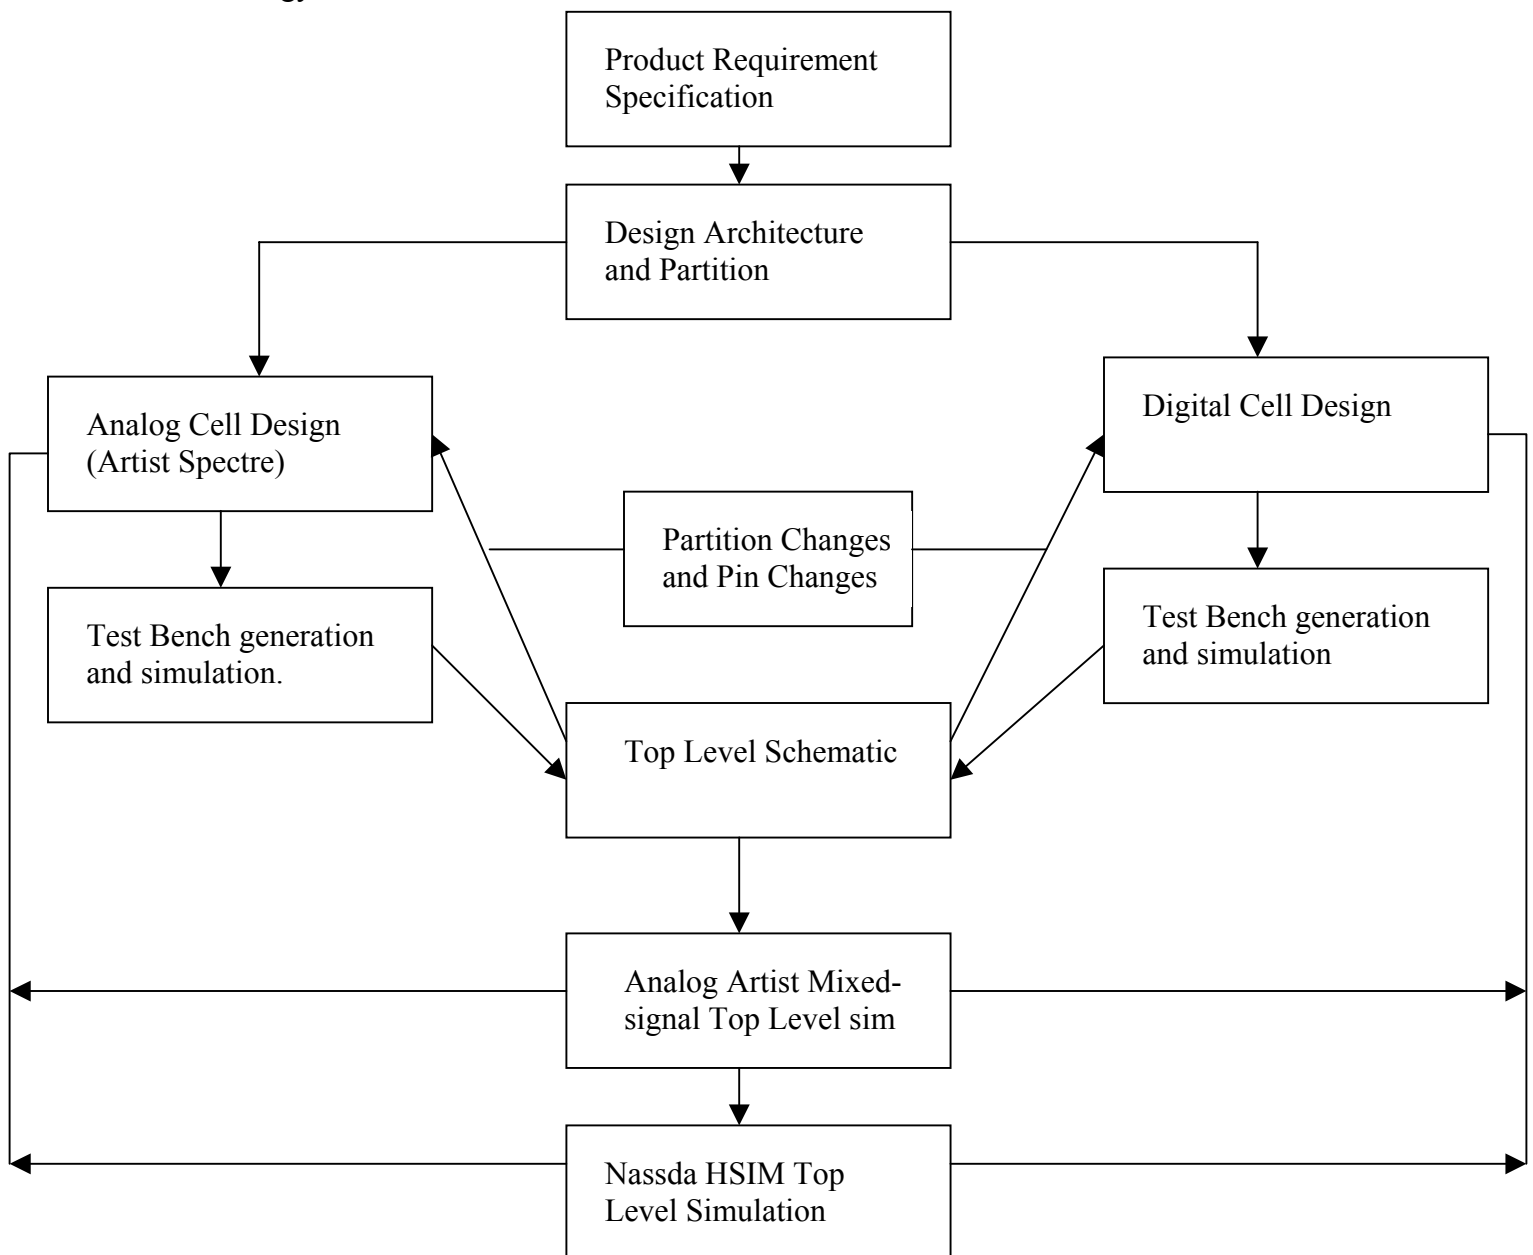 Product Requirement
Specification
Design Architecture
and Partition
Analog Cell Design
(Artist Spectre)
Digital Cell Design
Partition Changes
and Pin Changes
Test Bench generation
and simulation.
Test Bench generation
and simulation
Top Level Schematic
Analog Artist Mixed-
signal Top Level sim
Nassda HSIM Top
Level Simulation